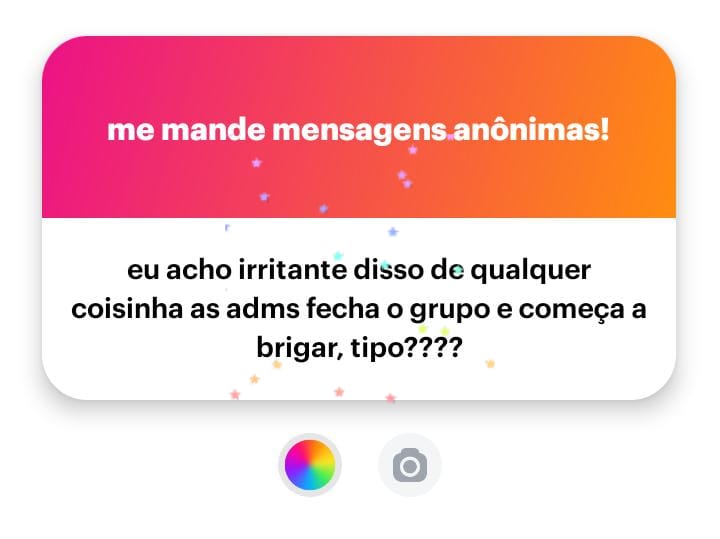 me mande mensagens anônimas!
eu acho irritante disso de qualquer
coisinha as adms fecha o grupo e começa a
brigar, tipo????